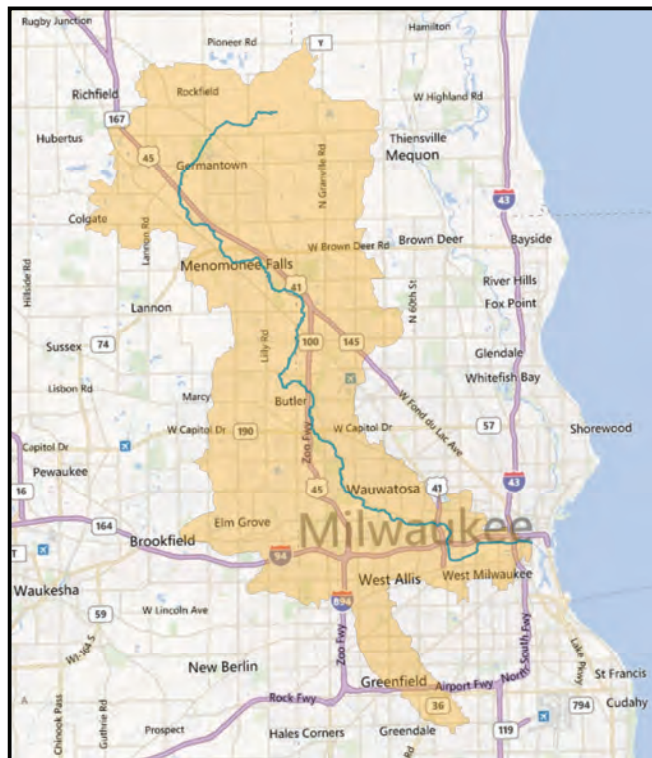 Rugby Junction
Hamilton
Pioneer Rd
Y
Richfield
Rockfield
W Highland Rd
167
Hubertus
45
Germantown
N Granville Rd
Thiensville
Mequon
43
Colgate
Lannon Rd
W Brown Deer Rd
Brown Deer
Bayside
Hillside Rd
Menomonee Falls
41
N 60th St
River Hills
Fox Point
Lannon
Lilly Rd
Sussex
74
100
145
Glendale
Whitefish Bay
Lisbon Rd
Marcy
Butler
W Fond du Lac Ave
W Capitol Dr
190
Zoo Fwy
W Capitol Dr
57
Shorewood
Capitol Dr
Pewaukee
16
45
Wauwatosa
41
43
164
Elm Grove
Milwaukee
Brookfield
T
94
Waukesha
West Allis
West Milwaukee
59
W Lincoln Ave
894
WI-164 S
Zoo Fwy
North-South Fwy
Lake Pkwy
New Berlin
Greenfield
Airport Fwy
St Francis
A
Rock Fwy
36
794
Cudahy
Chinook Pass
Guthrie Rd
Prospect
Hales Corners
Greendale
Rd
119